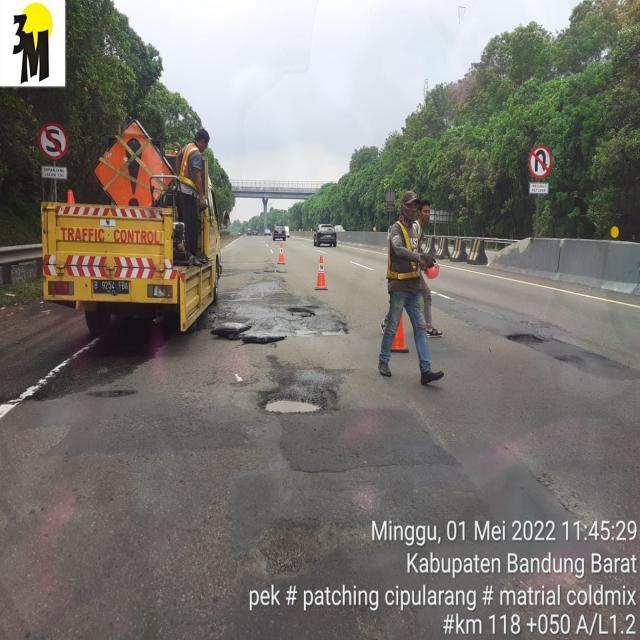 3M
TRAFFIC CONTROL
B 9254 FBA
Minggu, 01 Mei 2022 11:45:29
Kabupaten Bandung Barat
pek # patching cipularang # matrial coldmix
#km 118 +050 A/L1.2